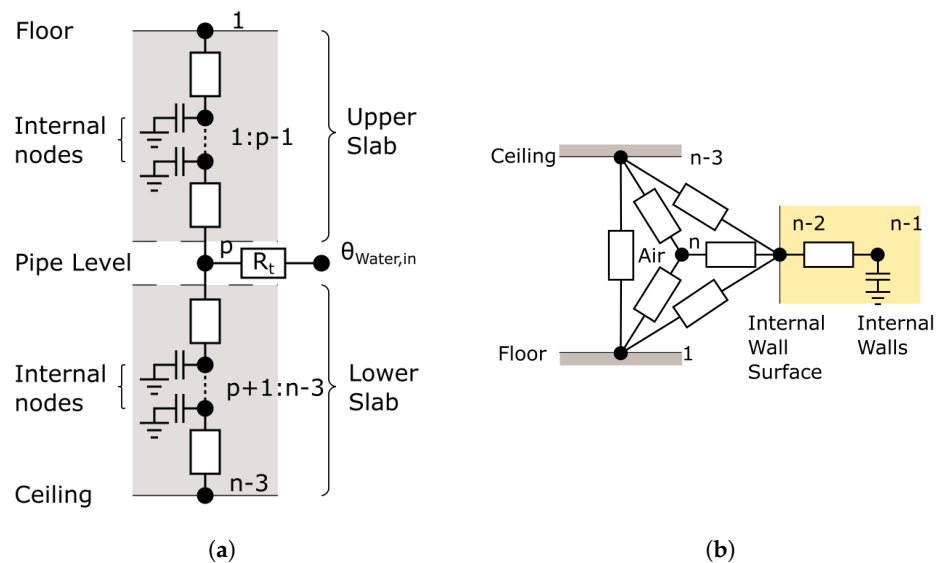 Floor
1
Internal
nodes
1:p-1
Upper
Slab
Pipe Level
p
Rt
θWater,in
Internal
nodes
p+1:n-3
Lower
Slab
Ceiling
n-3
(a)
Ceiling
n-3
n
Air
n-2
n-1
Floor
1
Internal
Wall
Surface
Internal
Walls
(b)